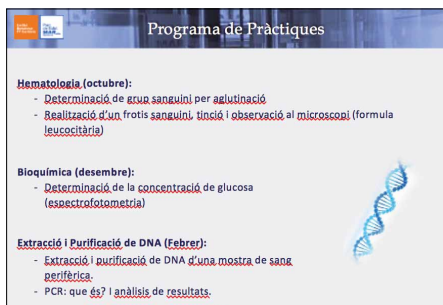 Programa de Pràctiques
Hematologia (octubre):
- Determinació de grup sanguini per aglutinació
- Realització d'un frotis sanguini, tinció i observació al microscopi (formula
leucocitària)
Bioquímica (desembre):
- Determinació de la concentració de glucosa
(espectrofotometria)
Extracció i Purificació de DNA (Febrer):
- Extracció i purificació de DNA d'una mostra de sang
perifèrica.
- PCR: que és? I anàlisis de resultats.